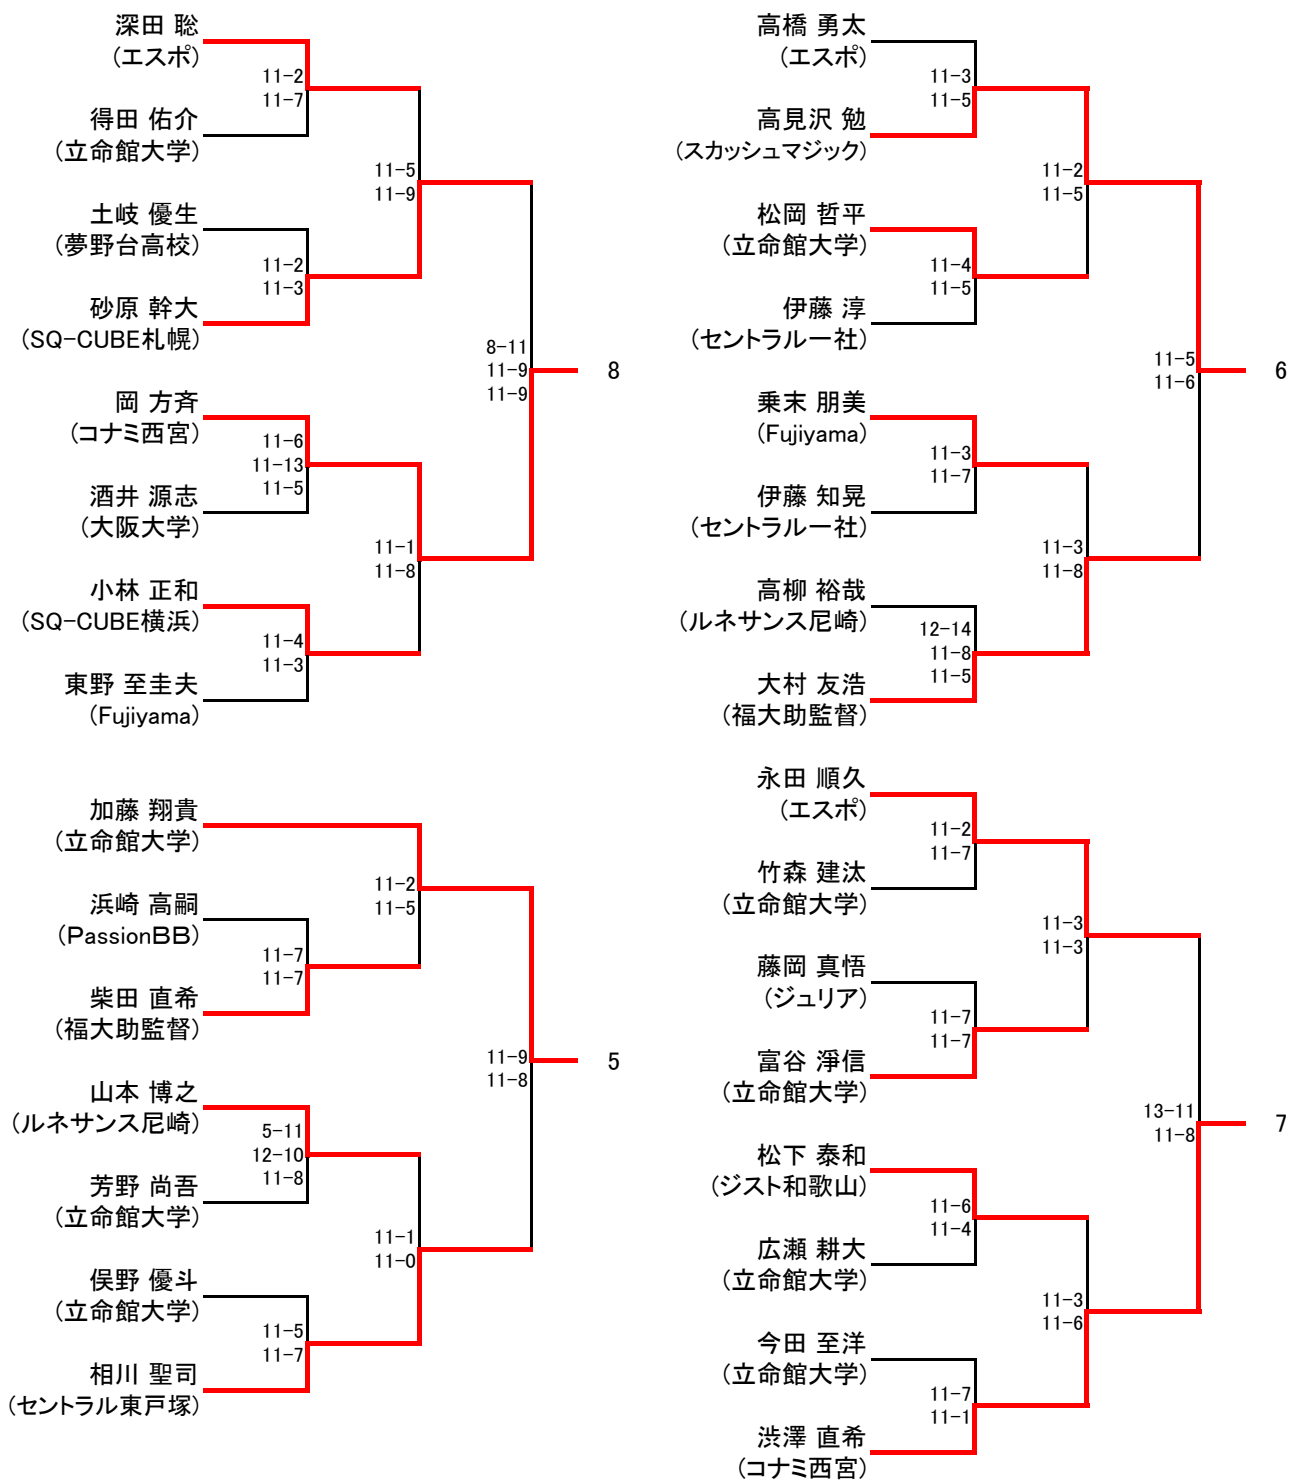 深田 聡
(エスポ)
11-2
11-7
得田 佑介
(立命館大学)
11-5
11-9
土岐 優生
(夢野台高校)
11-2
11-3
砂原 幹大
(SQ-CUBE札幌)
8-11
11-9
11-9
8
岡 方斉
(コナミ西宮)
11-6
11-13
11-5
酒井 源志
(大阪大学)
11-1
11-8
小林 正和
(SQ-CUBE横浜)
11-4
11-3
東野 至圭夫
(Fujiyama)
加藤 翔貴
(立命館大学)
11-2
11-5
浜崎 高嗣
(PassionBB)
11-7
11-7
柴田 直希
(福大助監督)
11-9
11-8
5
山本 博之
(ルネサンス尼崎)
5-11
12-10
11-8
芳野 尚吾
(立命館大学)
11-1
11-0
俣野 優斗
(立命館大学)
11-5
11-7
相川 聖司
(セントラル東戸塚)
高橋 勇太
(エスポ)
11-3
11-5
高見沢 勉
(スカッシュマジック)
11-2
11-5
松岡 哲平
(立命館大学)
11-4
11-5
伊藤 淳
(セントラル一社)
11-5
11-6
6
乗末 朋美
(Fujiyama)
11-3
11-7
伊藤 知晃
(セントラル一社)
11-3
11-8
高柳 裕哉
(ルネサンス尼崎)
12-14
11-8
11-5
大村 友浩
(福大助監督)
永田 順久
(エスポ)
11-2
11-7
竹森 建汰
(立命館大学)
11-3
11-3
藤岡 真悟
(ジュリア)
11-7
11-7
富谷 淨信
(立命館大学)
13-11
11-8
7
松下 泰和
(ジスト和歌山)
11-6
11-4
広瀬 耕大
(立命館大学)
11-3
11-6
今田 至洋
(立命館大学)
11-7
11-1
渋澤 直希
(コナミ西宮)